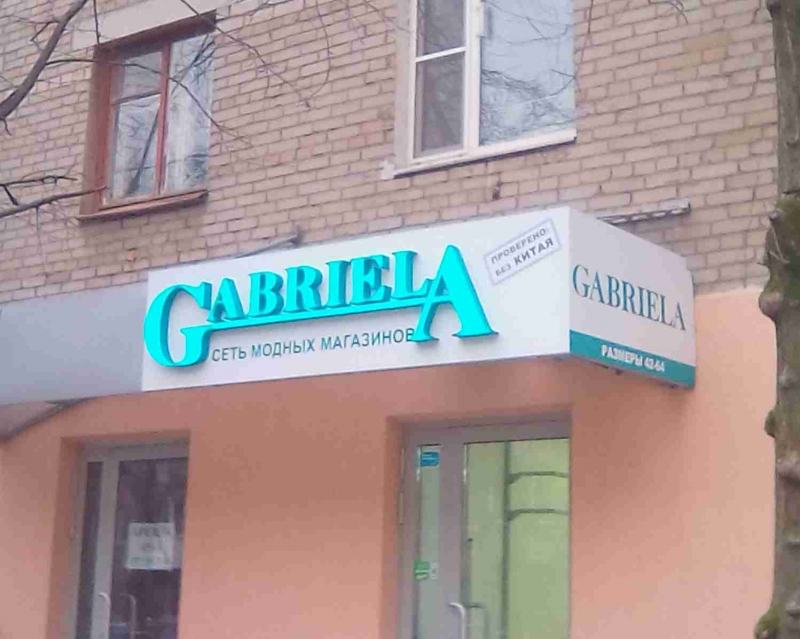 GABRIELA
СЕТЬ МОДНЫХ МАГАЗИНОВ
ПРОВЕРЕНО:
БЕЗ КИТАЯ
GABRIELA
РАЗМЕРЫ 42-64